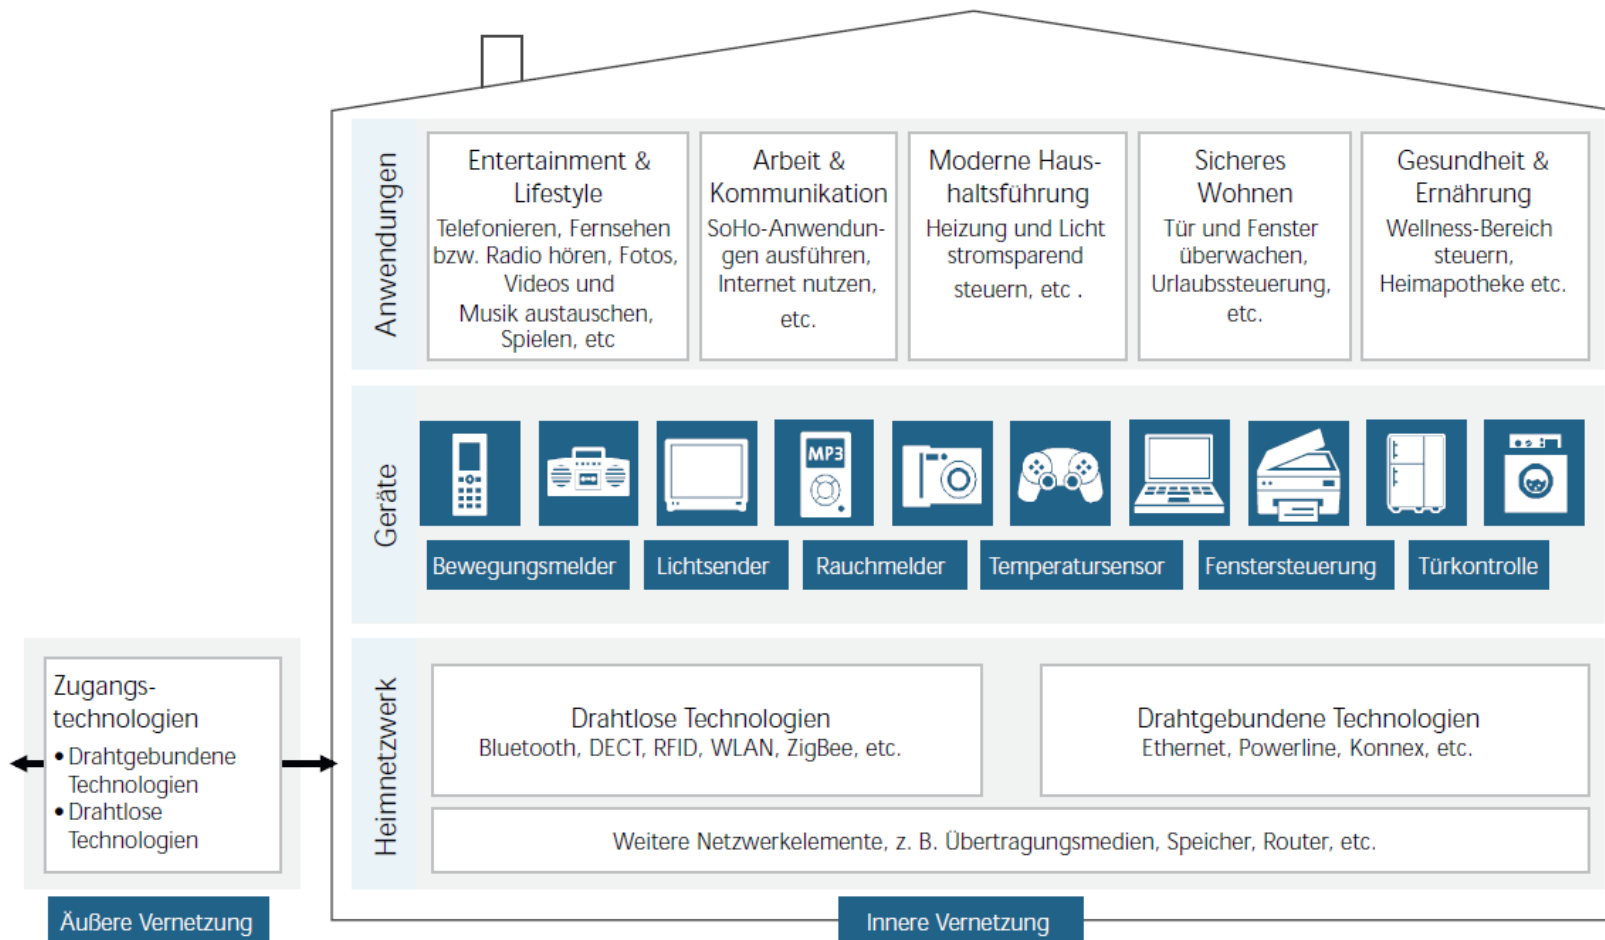 Anwendungen
Entertainment &
Lifestyle
Telefonieren, Fernsehen
bzw. Radio hören, Fotos,
Videos und
Musik austauschen,
Spielen, etc
Arbeit &
Kommunikation
SoHo-Anwendun-
gen ausführen,
Internet nutzen,
etc.
Moderne Haus-
haltsführung
Heizung und Licht
stromsparend
steuern, etc .
Sicheres
Wohnen
Tür und Fenster
überwachen,
Urlaubssteuerung,
etc.
Gesundheit &
Ernährung
Wellness-Bereich
steuern,
Heimapotheke etc.
Geräte
MP3
Bewegungsmelder
Lichtsender
Rauchmelder
Temperatursensor
Fenstersteuerung
Türkontrolle
Heimnetzwerk
Drahtlose Technologien
Bluetooth, DECT, RFID, WLAN, ZigBee, etc.
Drahtgebundene Technologien
Ethernet, Powerline, Konnex, etc.
Weitere Netzwerkelemente, z. B. Übertragungsmedien, Speicher, Router, etc.
Zugangs-
technologien
• Drahtgebundene
Technologien
• Drahtlose
Technologien
Äußere Vernetzung
Innere Vernetzung